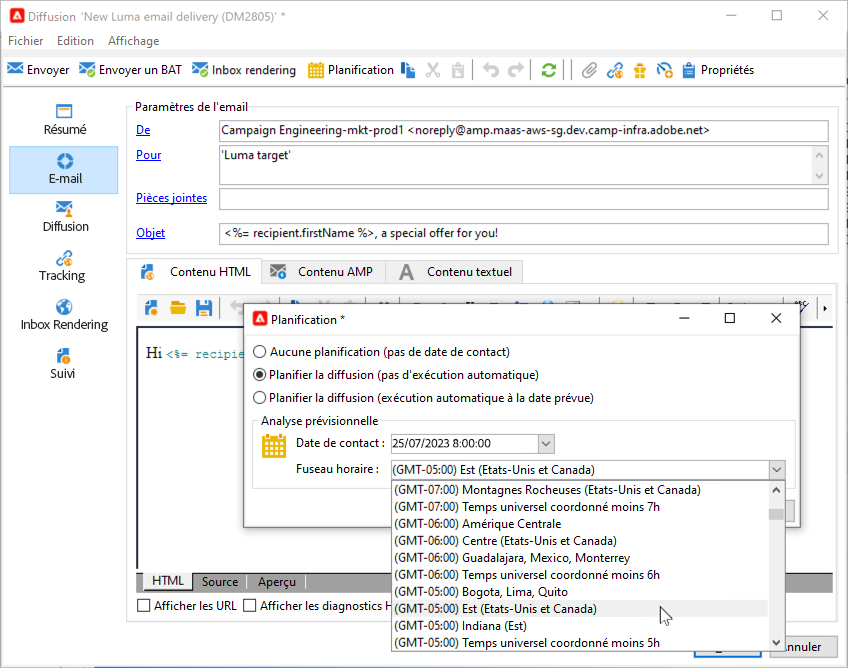 Diffusion 'New Luma email delivery (DM2805)' *
Fichier Edition Affichage
Envoyer Envoyer un BAT Inbox rendering Planification Propriétés
Résumé
E-mail
Diffusion
Tracking
Inbox Rendering
Suivi
Paramètres de l'email
De Campaign Engineering-mkt-prod1 <noreply@amp.maas-aws-sg.dev.camp-infra.adobe.net>
Pour 'Luma target'
Pièces jointes
Objet <%= recipient.firstName %>, a special offer for you!
Contenu HTML Contenu AMP Contenu textuel
Hi <%= recipie
Planification *
Aucune planification (pas de date de contact)
Planifier la diffusion (pas d'exécution automatique)
Planifier la diffusion (exécution automatique à la date prévue)
Analyse prévisionnelle
Date de contact : 25/07/2023 8:00:00
Fuseau horaire : (GMT-05:00) Est (Etats-Unis et Canada)
(GMT-07:00) Montagnes Rocheuses (Etats-Unis et Canada)
(GMT-07:00) Temps universel coordonné moins 7h
(GMT-06:00) Amérique Centrale
(GMT-06:00) Centre (Etats-Unis et Canada)
(GMT-06:00) Guadalajara, Mexico, Monterrey
(GMT-06:00) Temps universel coordonné moins 6h
(GMT-05:00) Bogota, Lima, Quito
(GMT-05:00) Est (Etats-Unis et Canada)
(GMT-05:00) Indiana (Est)
(GMT-05:00) Temps universel coordonné moins 5h
HTML Source Aperçu
Afficher les URL Afficher les diagnostics H
nnuler